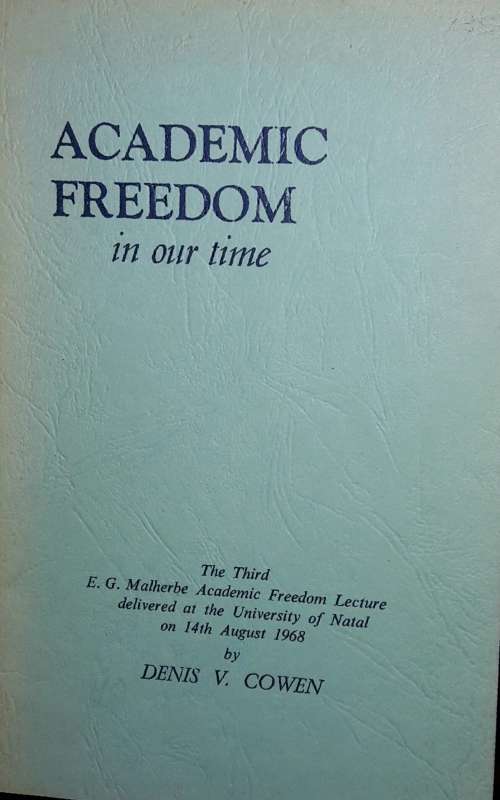 ACADEMIC
FREEDOM
in our time
The Third
E. G. Malherbe Academic Freedom Lecture
delivered at the University of Natal
on 14th August 1968
by
DENIS V. COWEN